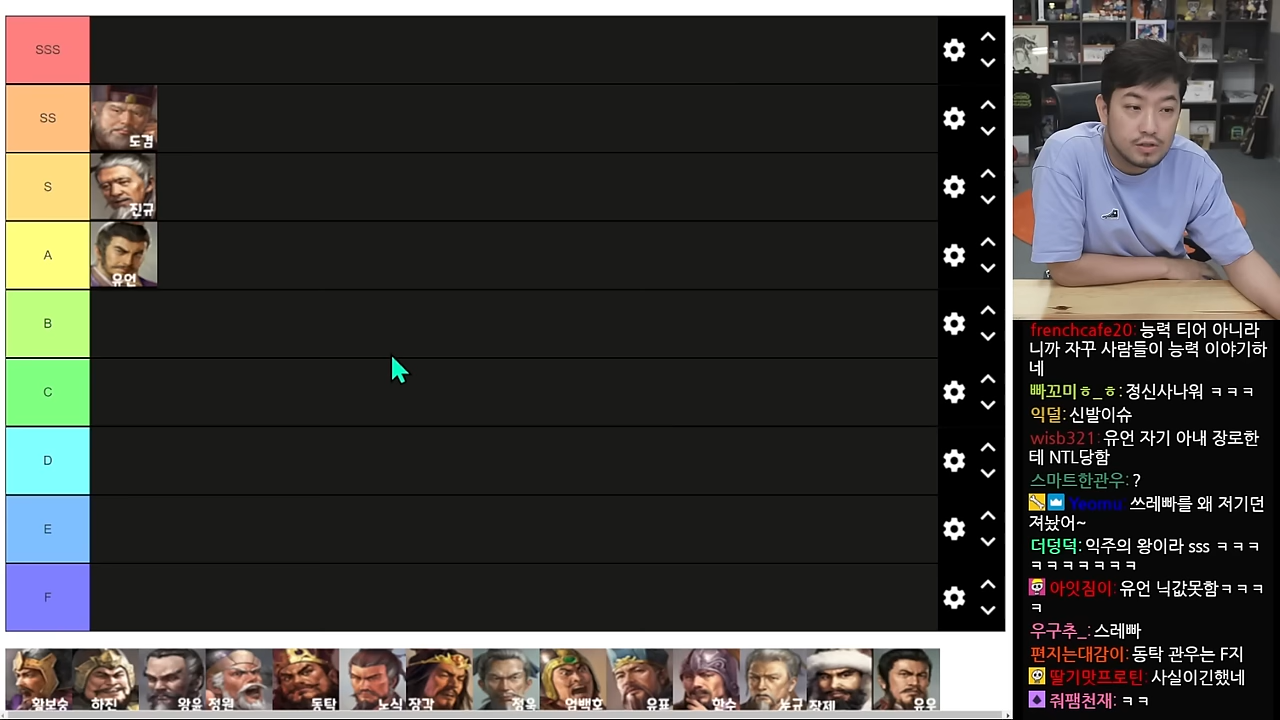 SSS
SS
도겸
S
진규
A
유언
B
C
D
E
F
황보숭
하진
왕윤
정원
동탁
노식
장각
정욱
엄백호
유표
한수
농규
장제
유우
frenchcafe20: 능력 티어 아니라
니까 자꾸 사람들이 능력 이야기하
네
빠꼬미ㅎ_ㅎ: 정신사나워 ㅋㅋㅋ
익덜: 신발이슈
wisb321: 유언 자기 아내 장로한
테 NTL당함
스마트한관우: ?
Yeomu: 쓰레빠를 왜 저기던
져놨어~
더덩덕: 익주의 왕이라 sss ㅋㅋㅋ
ㅋㅋㅋㅋㅋㅋㅋ
아잇짐이: 유언 닉값못함ㅋㅋㅋ
ㅋ
우구추_: 스레빠
편지는대감이: 동탁 관우는 F지
딸기맛프로틴: 사실이긴했네
줘팸천재: ㅋㅋ